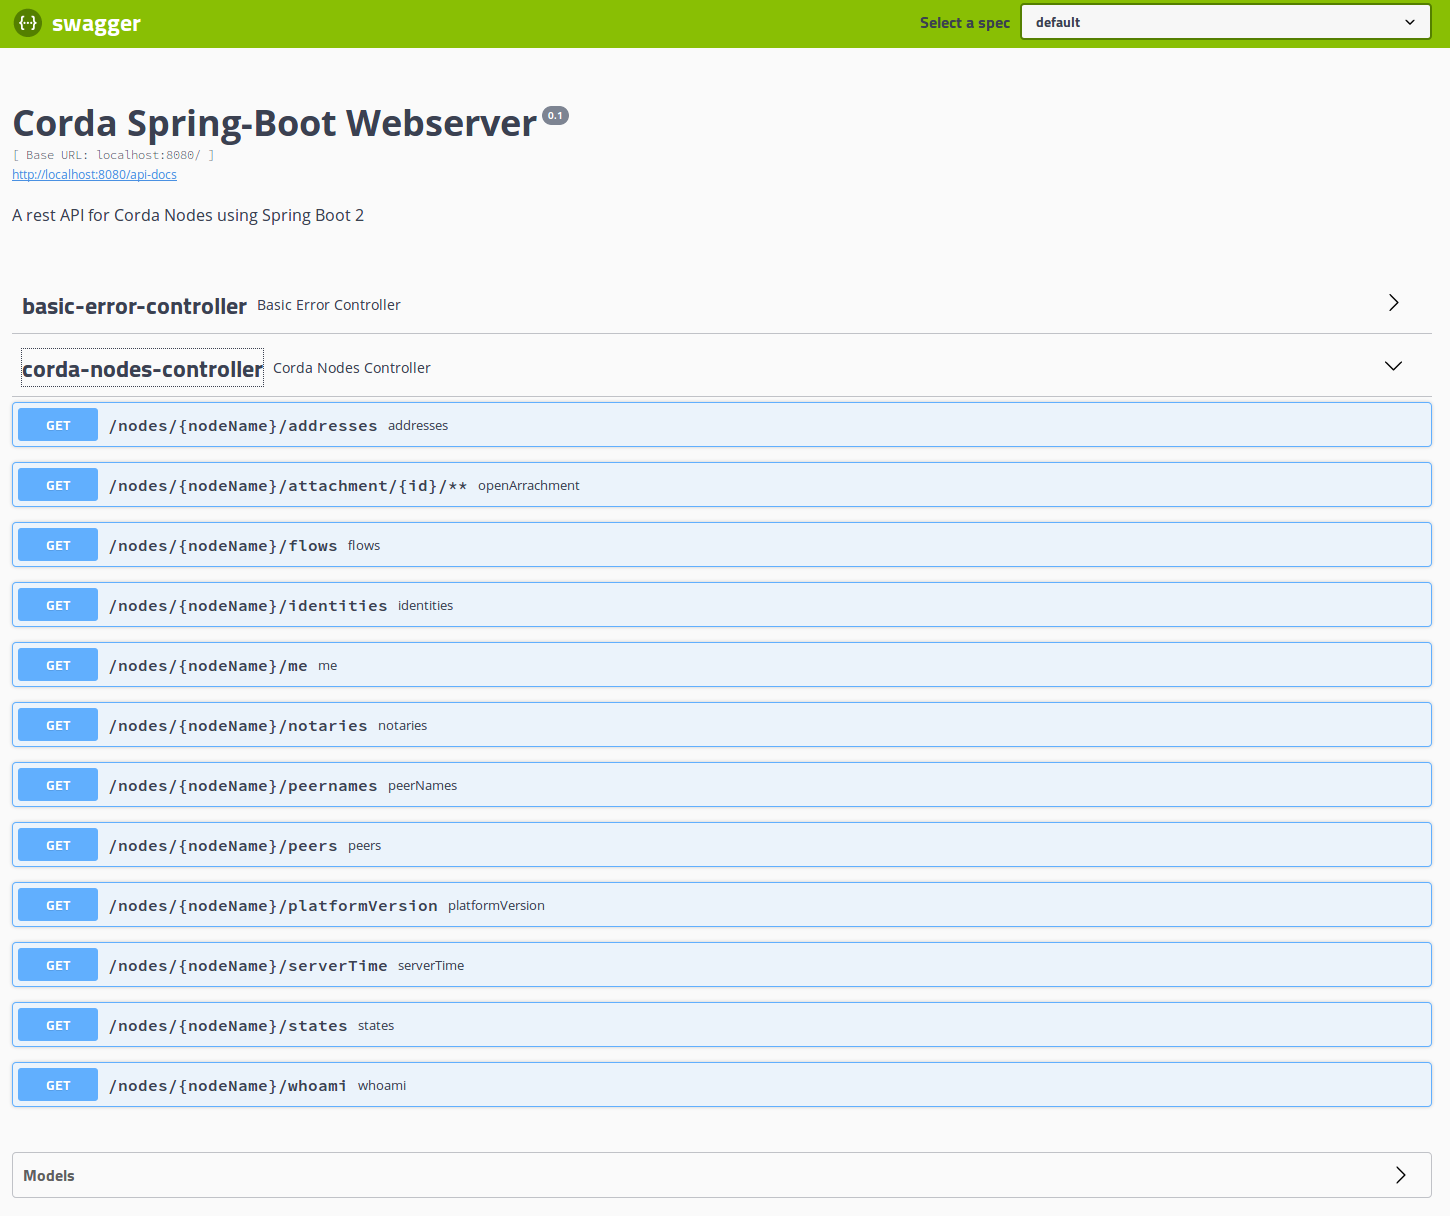 {...} swagger Select a spec default
Corda Spring-Boot Webserver 0.1
[ Base URL: localhost:8080/ ]
http://localhost:8080/api-docs
A rest API for Corda Nodes using Spring Boot 2
basic-error-controller Basic Error Controller
corda-nodes-controller Corda Nodes Controller
GET /nodes/{nodeName}/addresses addresses
GET /nodes/{nodeName}/attachment/{id}/** openArrachment
GET /nodes/{nodeName}/flows flows
GET /nodes/{nodeName}/identities identities
GET /nodes/{nodeName}/me me
GET /nodes/{nodeName}/notaries notaries
GET /nodes/{nodeName}/peernames peerNames
GET /nodes/{nodeName}/peers peers
GET /nodes/{nodeName}/platformVersion platformVersion
GET /nodes/{nodeName}/serverTime serverTime
GET /nodes/{nodeName}/states states
GET /nodes/{nodeName}/whoami whoami
Models